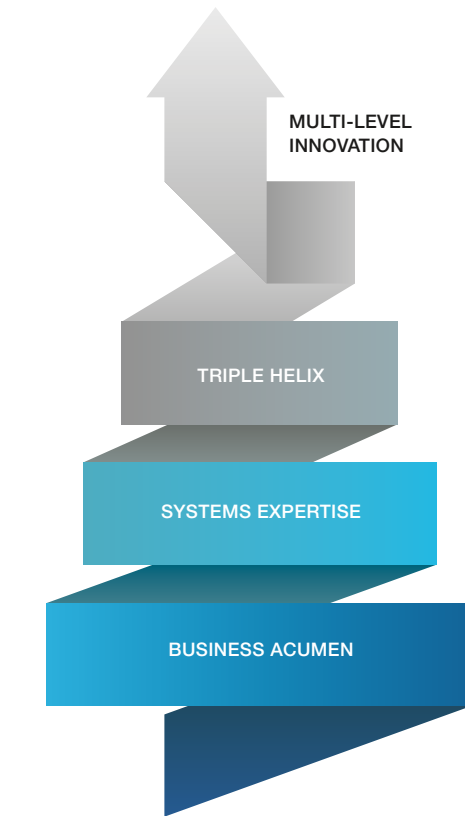 MULTI-LEVEL
INNOVATION
TRIPLE HELIX
SYSTEMS EXPERTISE
BUSINESS ACUMEN